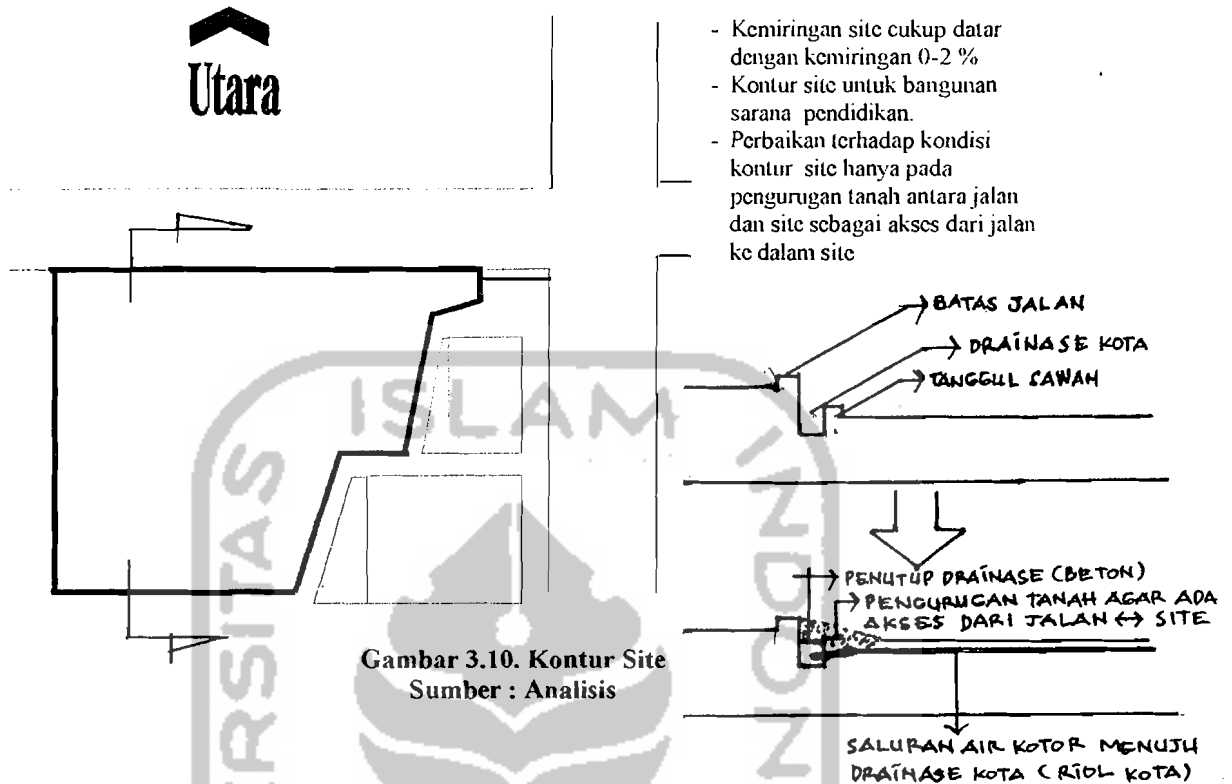 Utara
- Kemiringan site cukup datar
dengan kemiringan 0-2 %
- Kontur site untuk bangunan
sarana pendidikan.
- Perbaikan terhadap kondisi
kontur site hanya pada
pengurugan tanah antara jalan
dan site sebagai akses dari jalan
ke dalam site
BATAS JALAN
DRAINASE KOTA
TANGGUL SAWAH
PENUTUP DRAINASE (BETON)
PENGURUGAN TANAH AGAR ADA
AKSES DARI JALAN ↔ SITE
SALURAN AIR KOTOR MENUJU
DRAINASE KOTA (RIOL KOTA)
Gambar 3.10. Kontur Site
Sumber : Analisis
ISLAM